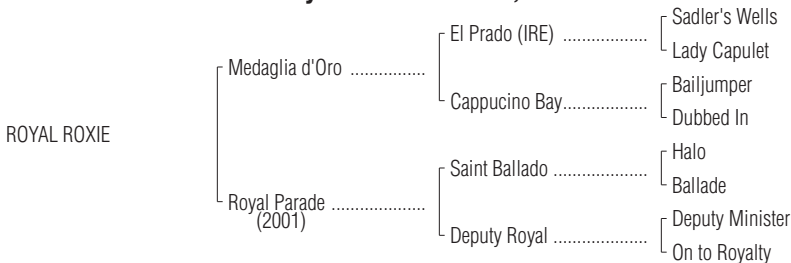 Sadler's Wells
El Prado (IRE) ..................
Lady Capulet
Medaglia d'Oro ................
Bailjumper
Cappucino Bay..................
Dubbed In
ROYAL ROXIE
Halo
Saint Ballado ....................
Ballade
Royal Parade ....................
(2001)
Deputy Minister
Deputy Royal ....................
On to Royalty